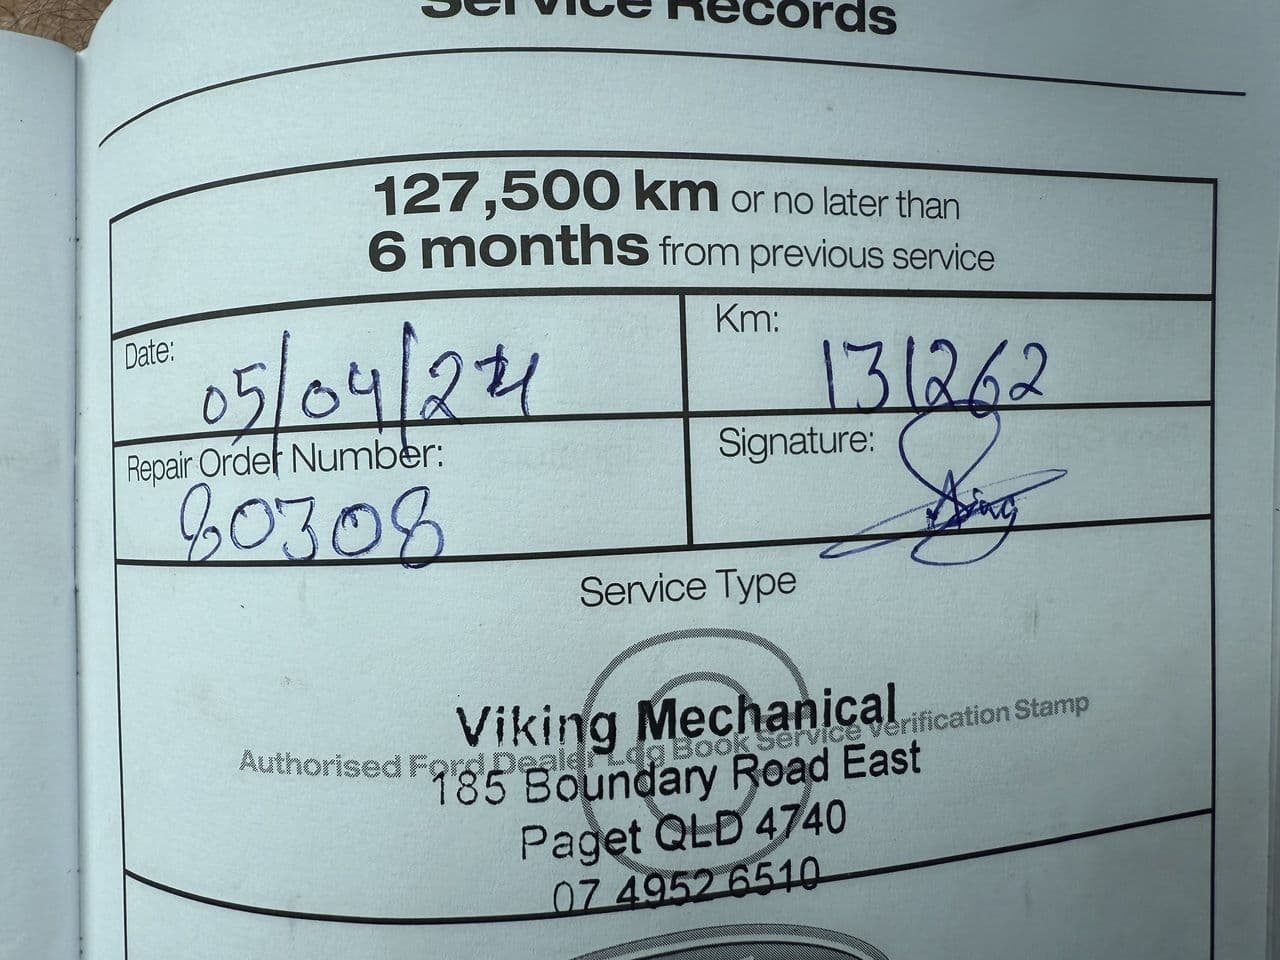 Service Records
127,500 km or no later than
6 months from previous service
Date:
05/04/24
Km:
131262
Repair Order Number:
80308
Signature:
Service Type
Viking Mechanical
Authorised Ford Dealer Log Book Service Verification Stamp
185 Boundary Road East
Paget QLD 4740
07 4952 6510